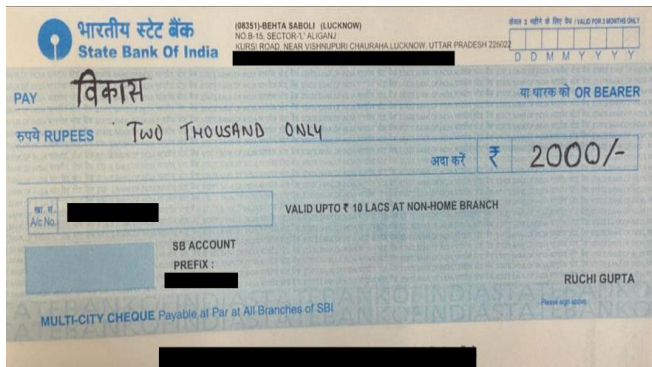 भारतीय स्टेट बैंक
State Bank Of India
(08351)-BEHTA SABOLI (LUCKNOW)
NO.B-15, SECTOR-'L' ALIGANJ
KURSI ROAD, NEAR VISHNUPURI CHAURAHA,LUCKNOW, UTTAR PRADESH 226022
केवल 3 महीने के लिए वैध / VALID FOR 3 MONTHS ONLY
D D M M Y Y Y Y
PAY विकास या धारक को OR BEARER
रुपये RUPEES TWO THOUSAND ONLY
अदा करें ₹ 2000/-
खा. सं.
A/c No.
VALID UPTO ₹ 10 LACS AT NON-HOME BRANCH
SB ACCOUNT
PREFIX :
RUCHI GUPTA
Please sign above
MULTI-CITY CHEQUE Payable at Par at All Branches of SBI